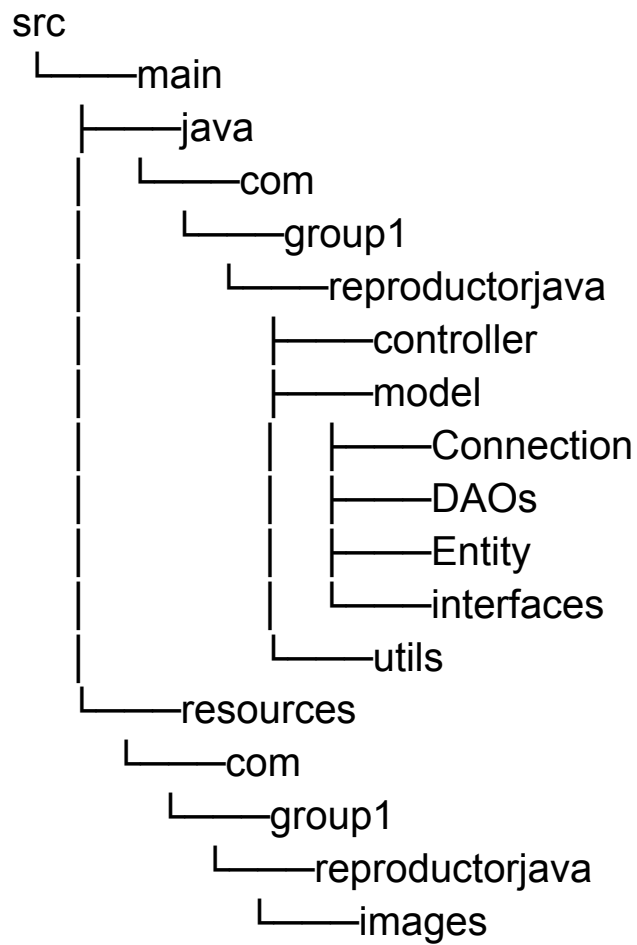 src
└───main
├───java
│ └───com
│ └───group1
│ └───reproductorjava
│ ├───controller
│ ├───model
│ │ ├───Connection
│ │ ├───DAOs
│ │ ├───Entity
│ │ └───interfaces
│ └───utils
└───resources
└───com
└───group1
└───reproductorjava
└───images